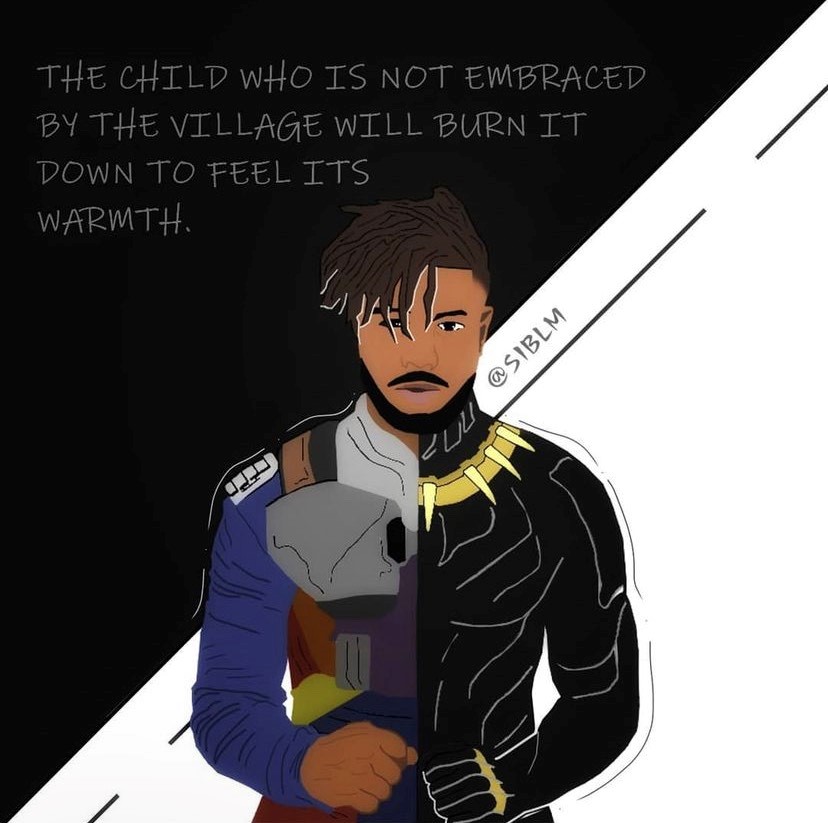 THE CHILD WHO IS NOT EMBRACED
BY THE VILLAGE WILL BURN IT
DOWN TO FEEL ITS
WARMTH.
@SIBLM